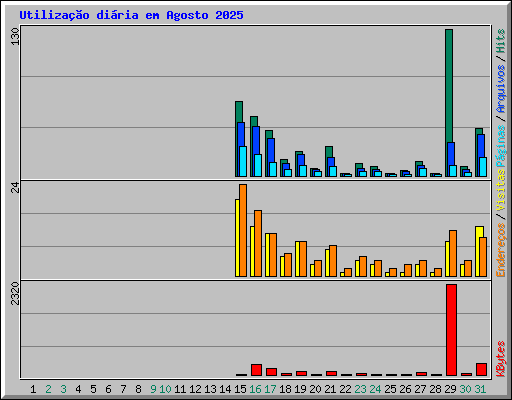 Utilização diária em Agosto 2025
130
24
2320
1 2 3 4 5 6 7 8 9 10 11 12 13 14 15 16 17 18 19 20 21 22 23 24 25 26 27 28 29 30 31
Páginas / Arquivos / Hits
Endereços / Visitas
KBytes